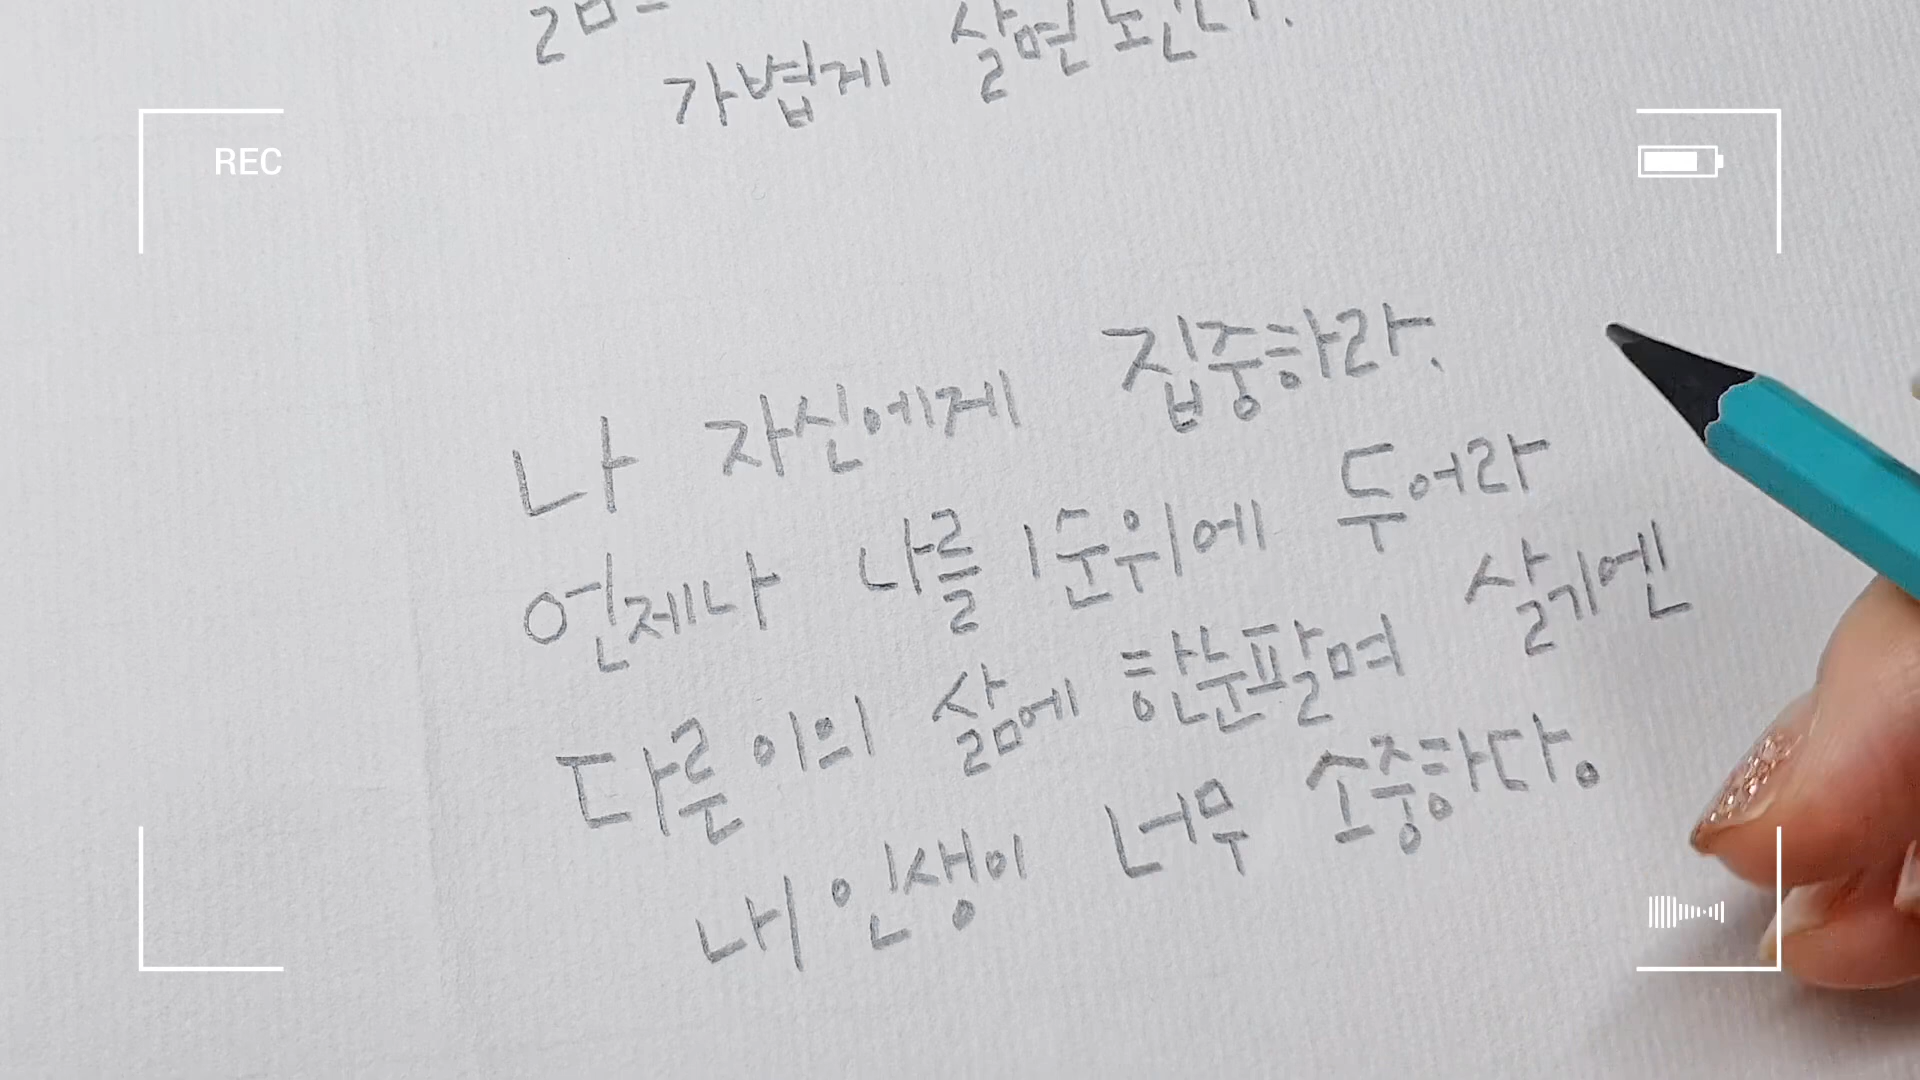 가볍게 살면
REC
나 자신에게 집중하라.
언제나 나를 1순위에 두어라
다른 이의 삶에 한눈팔며 살기엔
내 인생이 너무 소중하다.